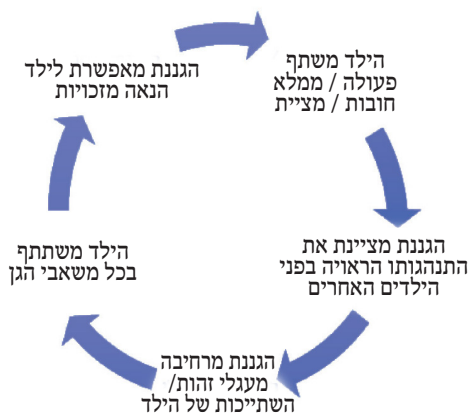 הילד משתף
פעולה / ממלא
חובות / מציית
הגננת מציינת את
התנהגותו הראויה בפני
הילדים האחרים
הגננת מרחיבה
מעגלי זהות/
השתייכות של הילד
הילד משתתף
בכל משאבי הגן
הגננת מאפשרת לילד
הנאה מזכויות